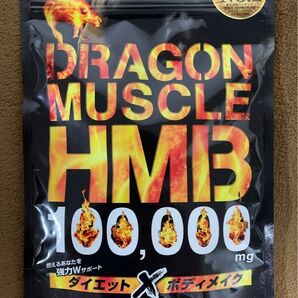 DRAGON
MUSCLE
HMB
100,000
mg
燃えるあなたを
強力Wサポート
ダイエット
×
ボディメイク